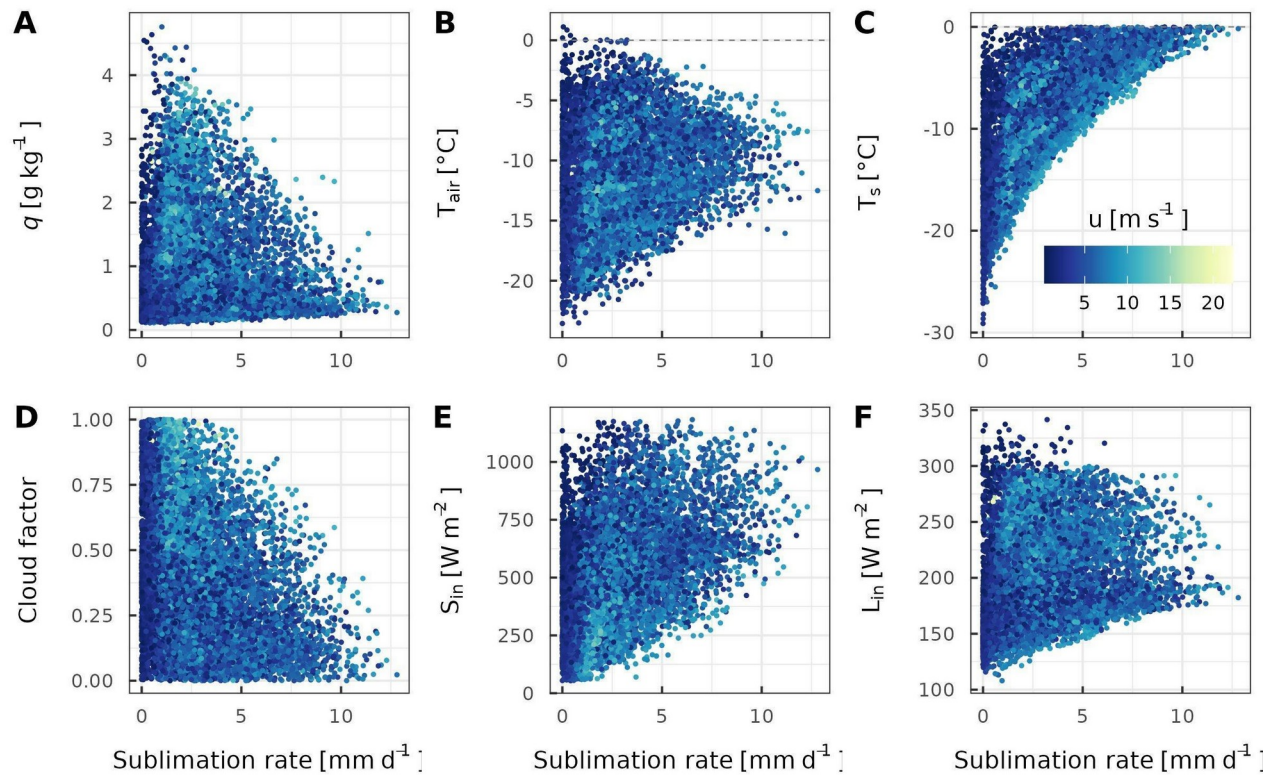 A
q [g kg⁻¹ ]
4
3
2
1
0
0 5 10
B
T_air [°C]
0
-5
-10
-15
-20
0 5 10
C
T_s [°C]
0
-10
-20
-30
u [m s⁻¹ ]
5 10 15 20
0 5 10
D
Cloud factor
1.00
0.75
0.50
0.25
0.00
0 5 10
Sublimation rate [mm d⁻¹ ]
E
S_in [W m⁻² ]
1000
750
500
250
0
0 5 10
Sublimation rate [mm d⁻¹ ]
F
L_in [W m⁻² ]
350
300
250
200
150
100
0 5 10
Sublimation rate [mm d⁻¹ ]